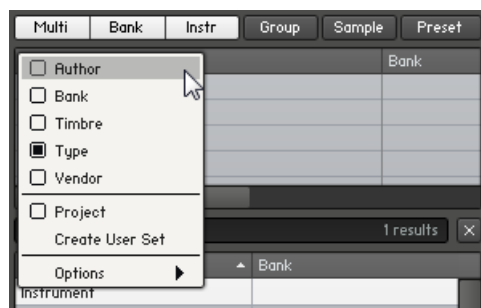 Multi Bank Instr Group Sample Preset
Bank
Author
Bank
Timbre
Type
Vendor
Project
1 results
Create User Set
Options
Bank
Instrument